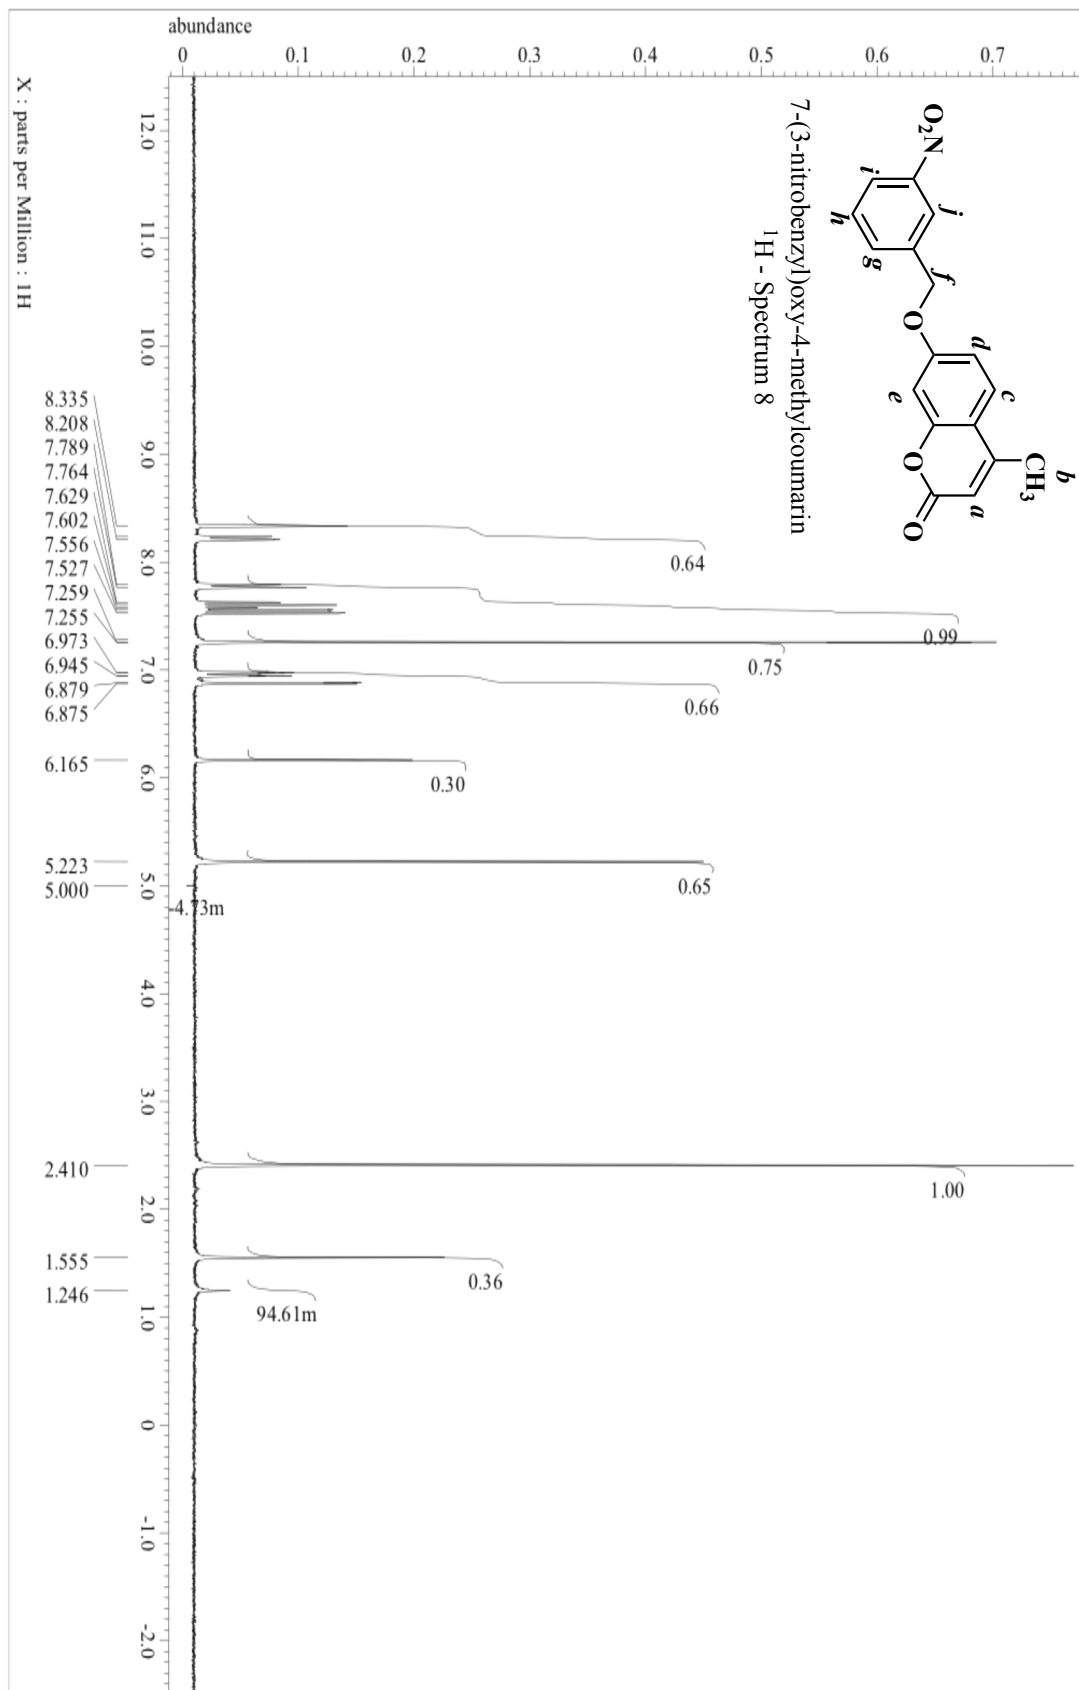 abundance
0 0.1 0.2 0.3 0.4 0.5 0.6 0.7
X : parts per Million : 1H
12.0 11.0 10.0 9.0 8.0 7.0 6.0 5.0 4.0 3.0 2.0 1.0 0 -1.0 -2.0
O2N
i
h
j
g
f
O
d
e
c
O
O
a
CH3
b
7-(3-nitrobenzyl)oxy-4-methylcoumarin
1H - Spectrum 8
8.335
8.208
7.789
7.764
7.629
7.602
7.556
7.527
7.259
7.255
6.973
6.945
6.879
6.875
6.165
5.223
5.000
2.410
1.555
1.246
0.64
0.99
0.75
0.66
0.30
0.65
-4.73m
1.00
0.36
94.61m